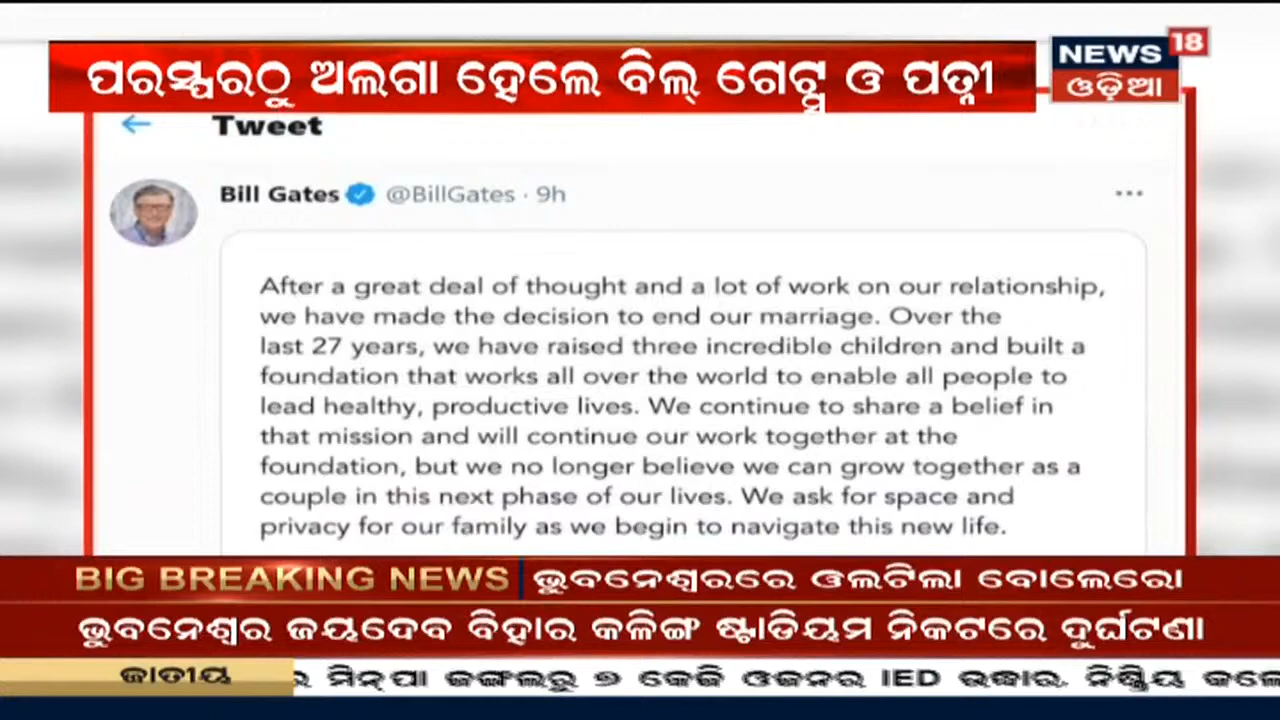 ପରସ୍ପରଠୁ ଅଲଗା ହେଲେ ବିଲ୍ ଗେଟ୍ସ ଓ ପତ୍ନୀ
NEWS 18
ଓଡ଼ିଆ
Tweet
Bill Gates @BillGates · 9h
After a great deal of thought and a lot of work on our relationship,
we have made the decision to end our marriage. Over the
last 27 years, we have raised three incredible children and built a
foundation that works all over the world to enable all people to
lead healthy, productive lives. We continue to share a belief in
that mission and will continue our work together at the
foundation, but we no longer believe we can grow together as a
couple in this next phase of our lives. We ask for space and
privacy for our family as we begin to navigate this new life.
BIG BREAKING NEWS ଭୁବନେଶ୍ୱରରେ ଓଲଟିଲା ବୋଲେରୋ
ଭୁବନେଶ୍ୱର ଜୟଦେବ ବିହାର କଳିଙ୍ଗ ଷ୍ଟାଡିୟମ ନିକଟରେ ଦୁର୍ଘଟଣା
ଜାତୀୟ ମିନ୍‌ପା ଜଙ୍ଗଲରୁ ୭ କେଜି ଓଜନର IED ଉଦ୍ଧାର, ନିଷ୍କ୍ରିୟ